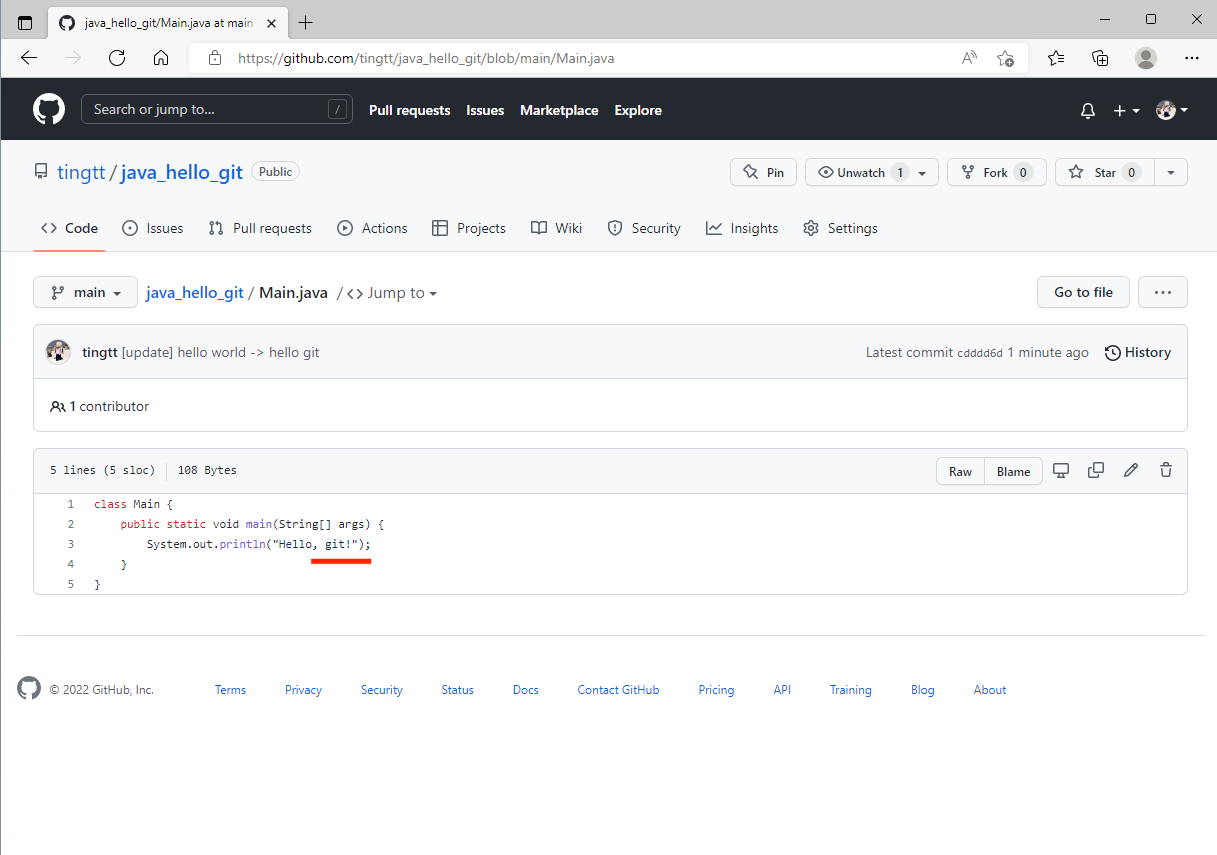 java_hello_git/Main.java at main
https://github.com/tingtt/java_hello_git/blob/main/Main.java
Search or jump to... / Pull requests Issues Marketplace Explore
tingtt / java_hello_git Public Pin Unwatch 1 Fork 0 Star 0
Code Issues Pull requests Actions Projects Wiki Security Insights Settings
main java_hello_git / Main.java / <> Jump to Go to file ...
tingtt [update] hello world -> hello git Latest commit cdddd6d 1 minute ago History
1 contributor
5 lines (5 sloc) 108 Bytes Raw Blame
1 class Main {
2 public static void main(String[] args) {
3 System.out.println("Hello, git!");
4 }
5 }
© 2022 GitHub, Inc. Terms Privacy Security Status Docs Contact GitHub Pricing API Training Blog About